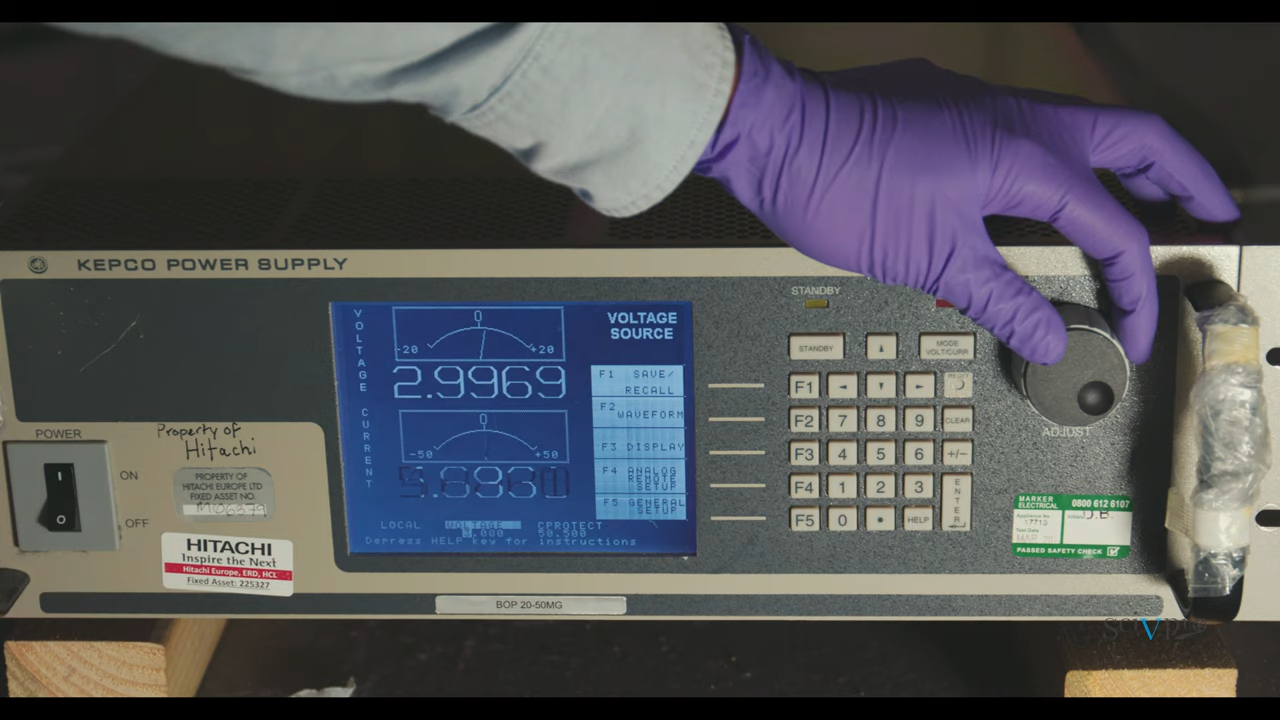 KEPCO POWER SUPPLY
POWER
ON
OFF
Property of
Hitachi
PROPERTY OF
HITACHI EUROPE LTD
FIXED ASSET NO.
HITACHI
Inspire the Next
Hitachi Europe, ERD, HCL
Fixed Asset: 225327
VOLTAGE
CURRENT
0
-20 +20
2.9969
0
-50 +50
VOLTAGE
SOURCE
F1 SAVE/
RECALL
F2
WAVEFORM
F3 DISPLAY
F4 ANALOG
REMOTE
SETUP
F5 GENERAL
SETUP
LOCAL VOLTAGE CPROTECT
50.500
Depress HELP key for instructions
STANDBY
STANDBY
MODE
VOLT/CURR
F1
F2 7 8 9 CLEAR
F3 4 5 6 +/-
F4 1 2 3 ENTER
F5 0 . HELP
ADJUST
MARKER
ELECTRICAL
0800 612 6107
Appliance No.
17713
Test Date
PASSED SAFETY CHECK
BOP 20-50MG